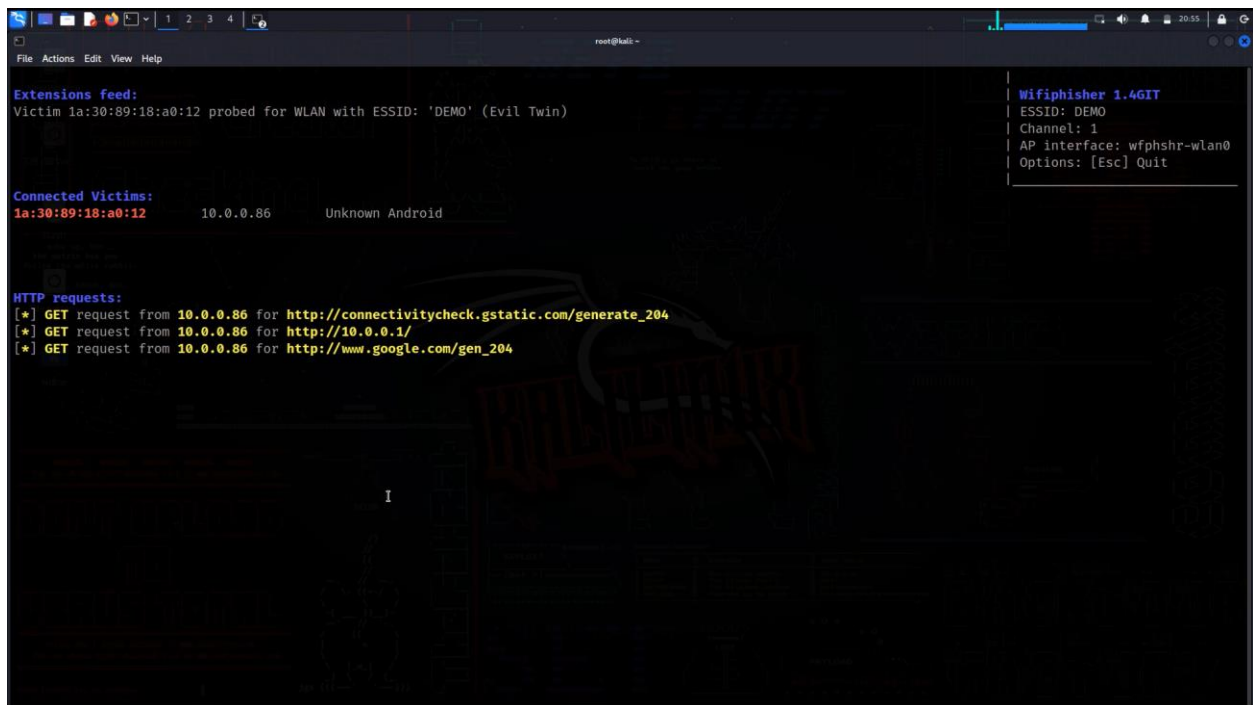 1 2 3 4
20:55
root@kali: ~
File Actions Edit View Help
Extensions feed:
Victim 1a:30:89:18:a0:12 probed for WLAN with ESSID: 'DEMO' (Evil Twin)
Wifiphisher 1.4GIT
ESSID: DEMO
Channel: 1
AP interface: wfphshr-wlan0
Options: [Esc] Quit
Connected Victims:
1a:30:89:18:a0:12 10.0.0.86 Unknown Android
HTTP requests:
[*] GET request from 10.0.0.86 for http://connectivitycheck.gstatic.com/generate_204
[*] GET request from 10.0.0.86 for http://10.0.0.1/
[*] GET request from 10.0.0.86 for http://www.google.com/gen_204
KALI LINUX